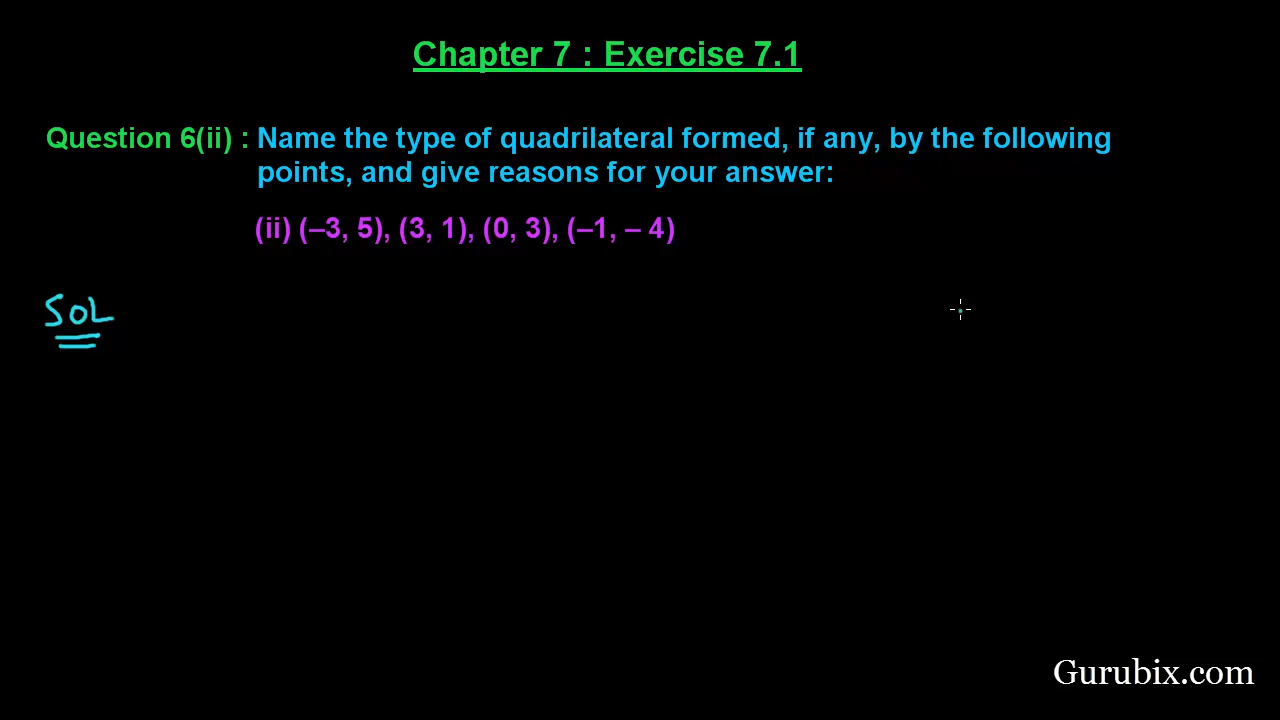 Chapter 7 : Exercise 7.1
Question 6(ii) : Name the type of quadrilateral formed, if any, by the following
points, and give reasons for your answer:
(ii) (–3, 5), (3, 1), (0, 3), (–1, – 4)
SOL
Gurubix.com